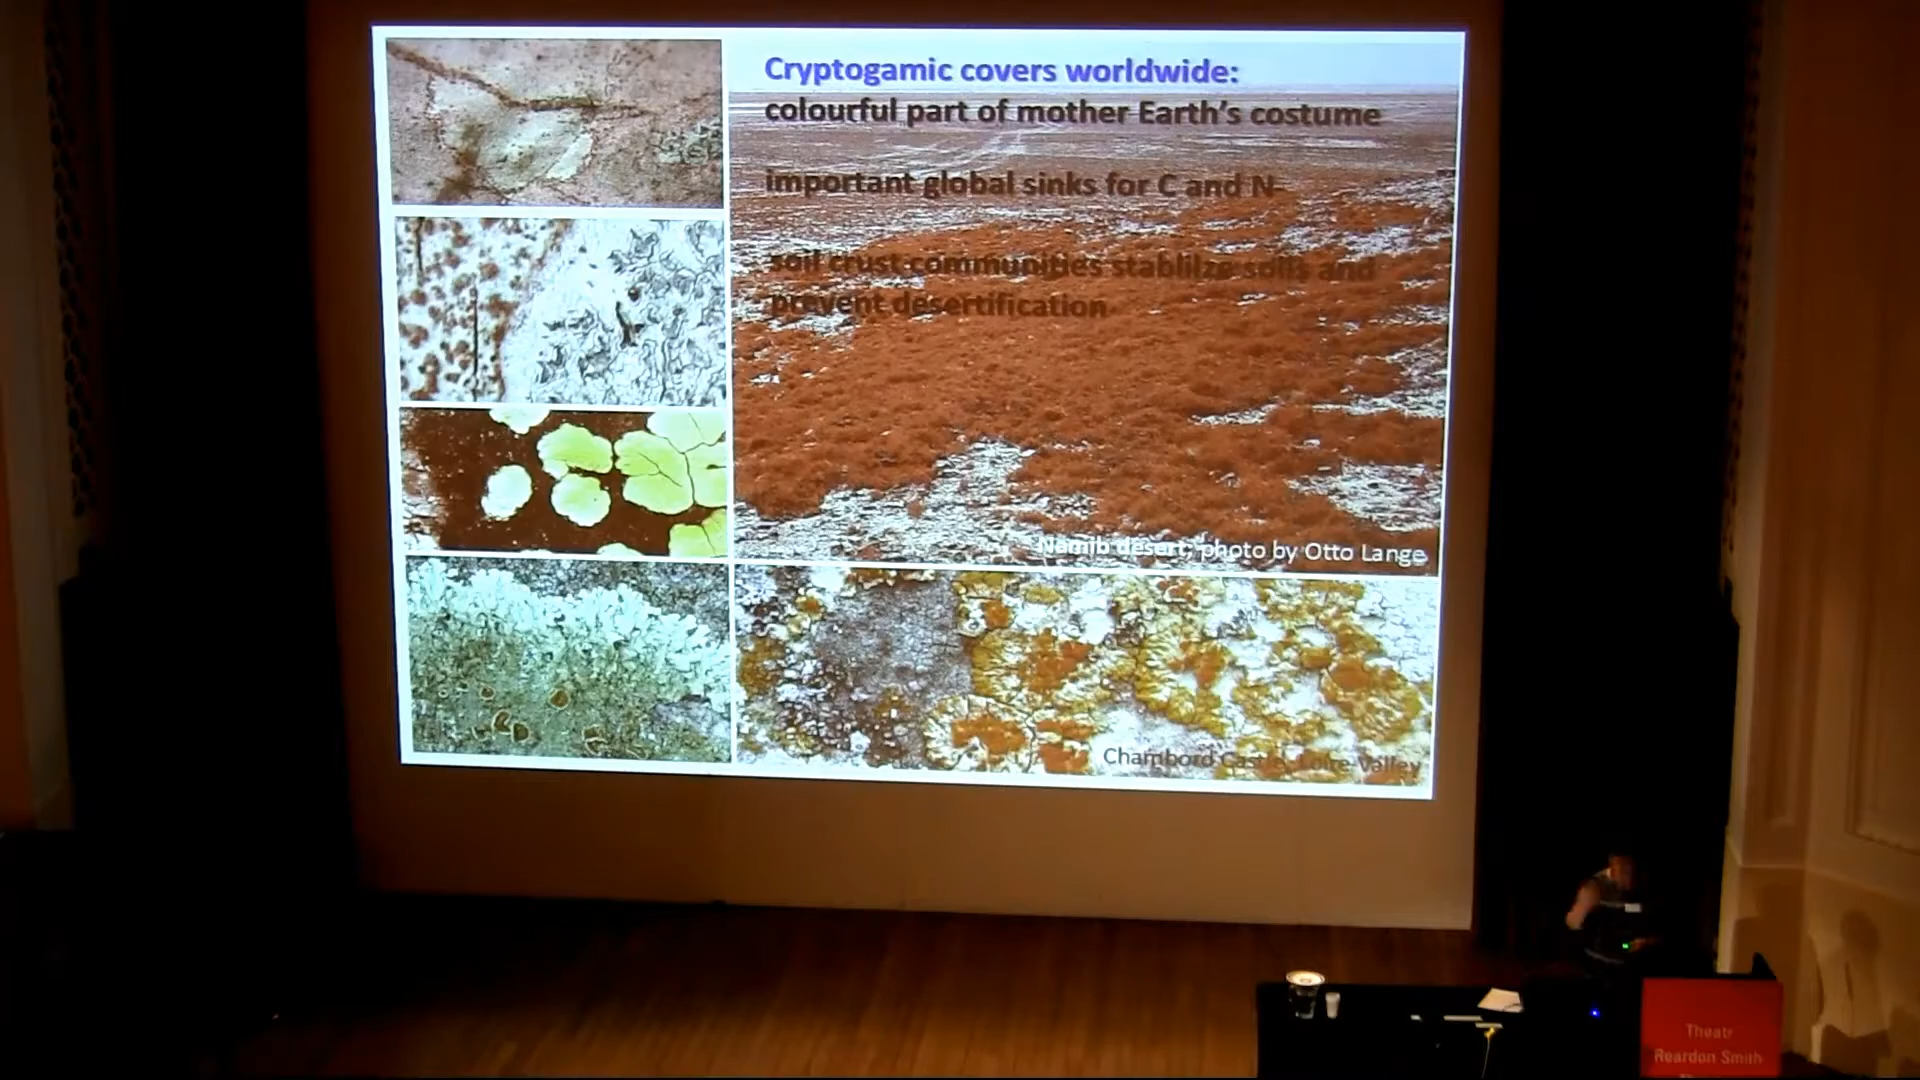 Cryptogamic covers worldwide:
colourful part of mother Earth's costume
important global sinks for C and N
soil crust communities stablilze soils and
prevent desertification
Namib desert, photo by Otto Lange
Chambord Castle, Loire-Valley
Theatr
Reardon Smith